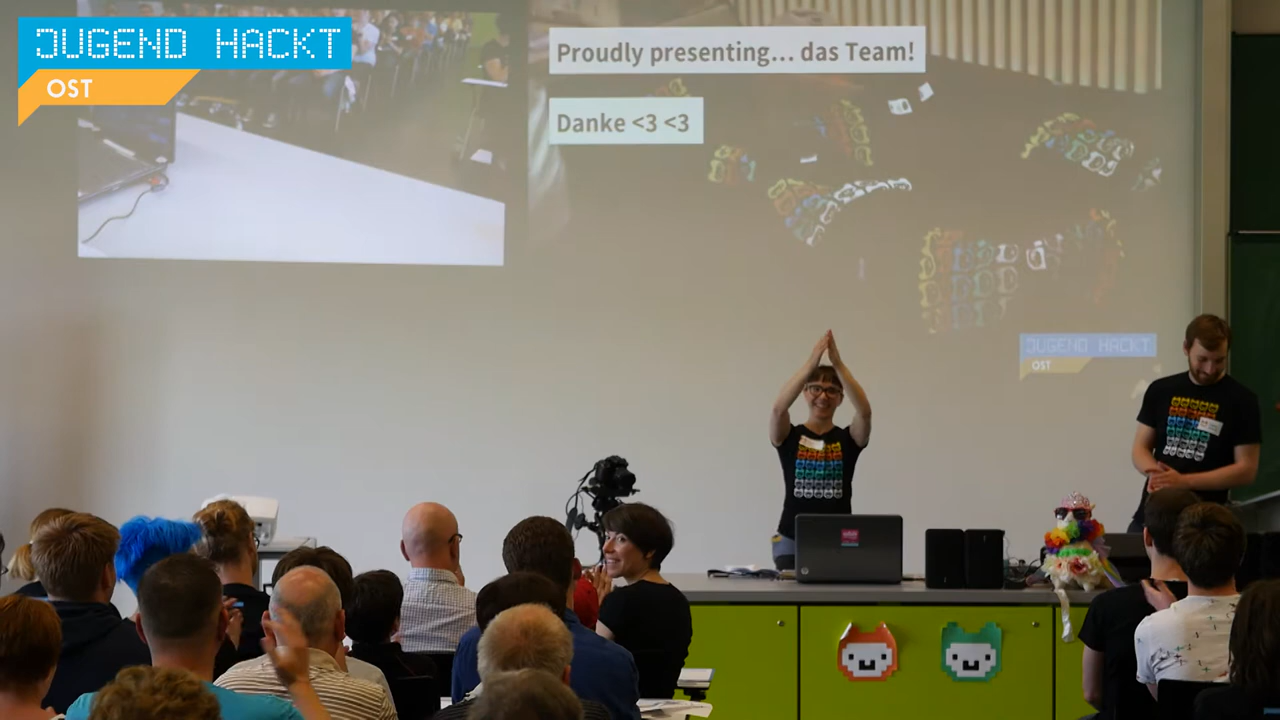 JUGEND HACKT
OST
Proudly presenting... das Team!
Danke <3 <3
JUGEND HACKT
OST